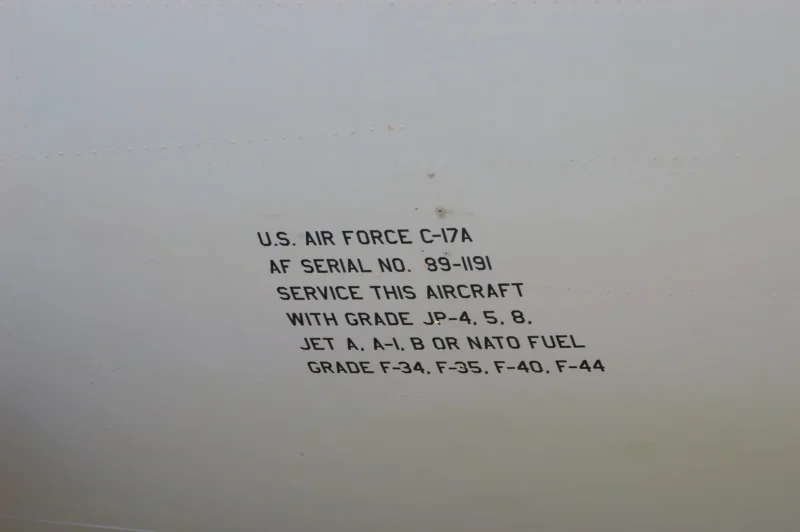 U.S. AIR FORCE C-17A
AF SERIAL NO. 89-1191
SERVICE THIS AIRCRAFT
WITH GRADE JP-4, 5, 8,
JET A, A-1, B OR NATO FUEL
GRADE F-34, F-35, F-40, F-44